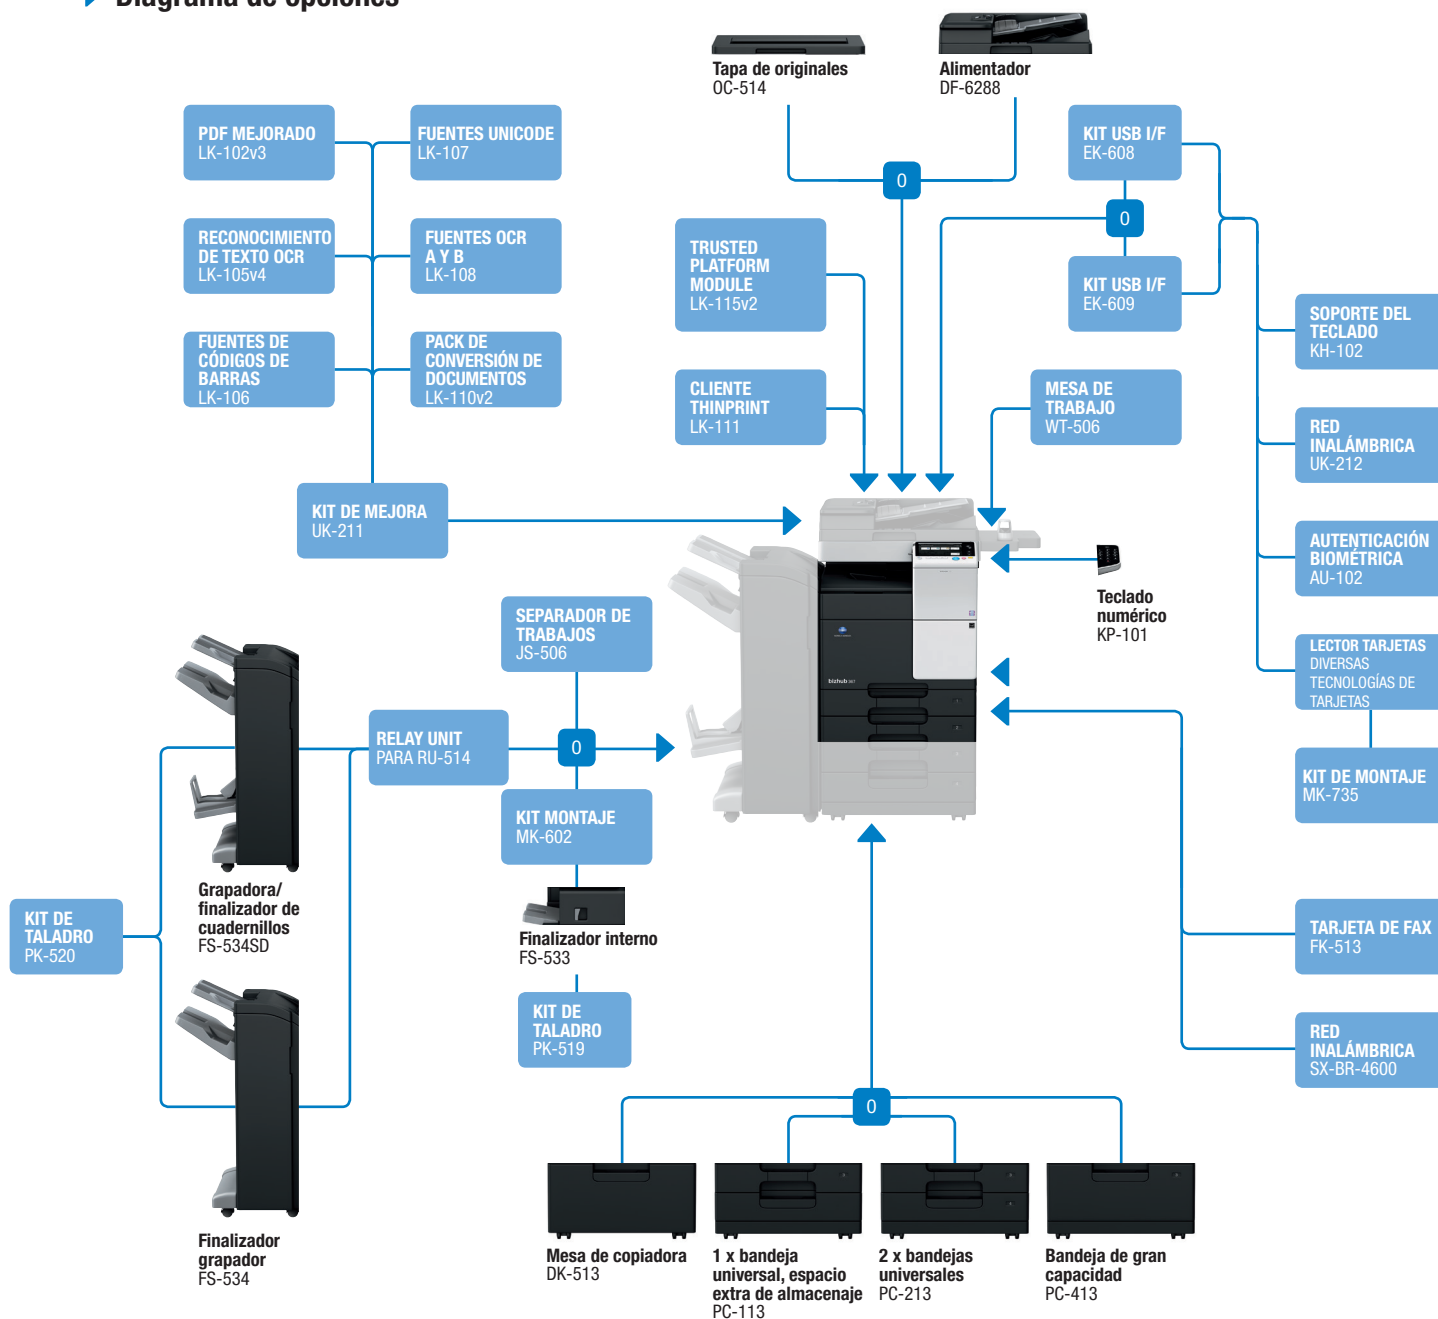 Diagrama de opciones
Tapa de originales
OC-514
Alimentador
DF-6288
PDF MEJORADO
LK-102v3
FUENTES UNICODE
LK-107
KIT USB I/F
EK-608
0
0
RECONOCIMIENTO
DE TEXTO OCR
LK-105v4
FUENTES OCR
A Y B
LK-108
TRUSTED
PLATFORM
MODULE
LK-115v2
KIT USB I/F
EK-609
SOPORTE DEL
TECLADO
KH-102
FUENTES DE
CÓDIGOS DE
BARRAS
LK-106
PACK DE
CONVERSIÓN DE
DOCUMENTOS
LK-110v2
CLIENTE
THINPRINT
LK-111
MESA DE
TRABAJO
WT-506
RED
INALÁMBRICA
UK-212
KIT DE MEJORA
UK-211
AUTENTICACIÓN
BIOMÉTRICA
AU-102
Teclado
numérico
KP-101
SEPARADOR DE
TRABAJOS
JS-506
LECTOR TARJETAS
DIVERSAS
TECNOLOGÍAS DE
TARJETAS
bizhub 367
RELAY UNIT
PARA RU-514
0
KIT DE MONTAJE
MK-735
KIT MONTAJE
MK-602
Grapadora/
finalizador de
cuadernillos
FS-534SD
KIT DE
TALADRO
PK-520
Finalizador interno
FS-533
TARJETA DE FAX
FK-513
KIT DE
TALADRO
PK-519
RED
INALÁMBRICA
SX-BR-4600
0
Finalizador
grapador
FS-534
Mesa de copiadora
DK-513
1 x bandeja
universal, espacio
extra de almacenaje
PC-113
2 x bandejas
universales
PC-213
Bandeja de gran
capacidad
PC-413